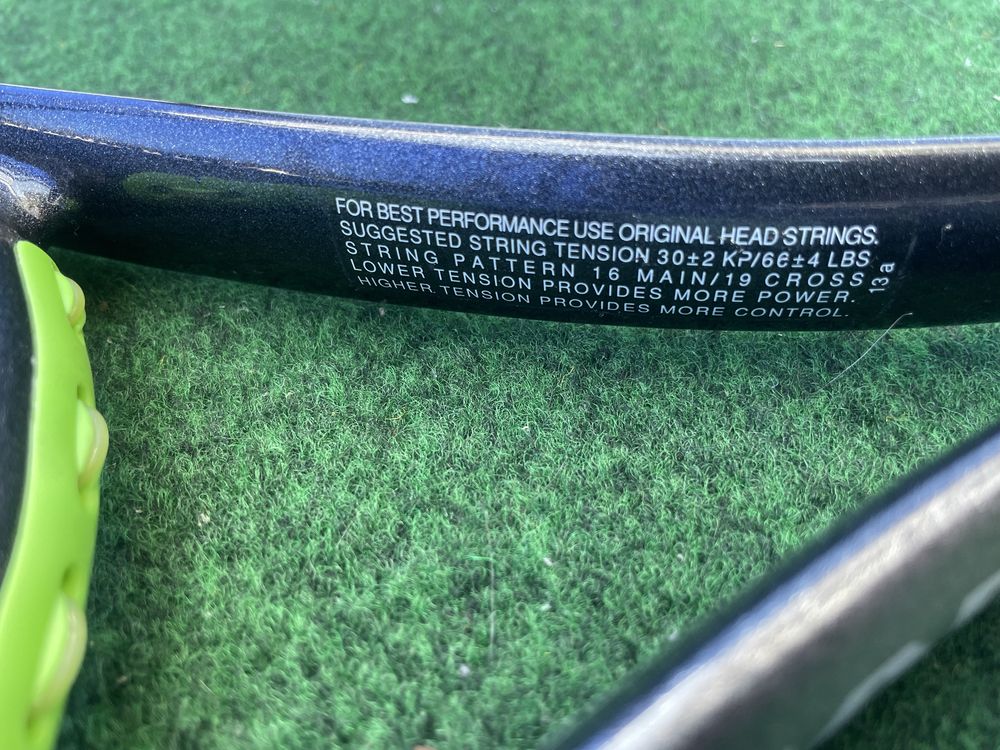 FOR BEST PERFORMANCE USE ORIGINAL HEAD STRINGS.
SUGGESTED STRING TENSION 30±2 KP/66±4 LBS
STRING PATTERN 16 MAIN/19 CROSS
LOWER TENSION PROVIDES MORE POWER.
HIGHER TENSION PROVIDES MORE CONTROL.
13a